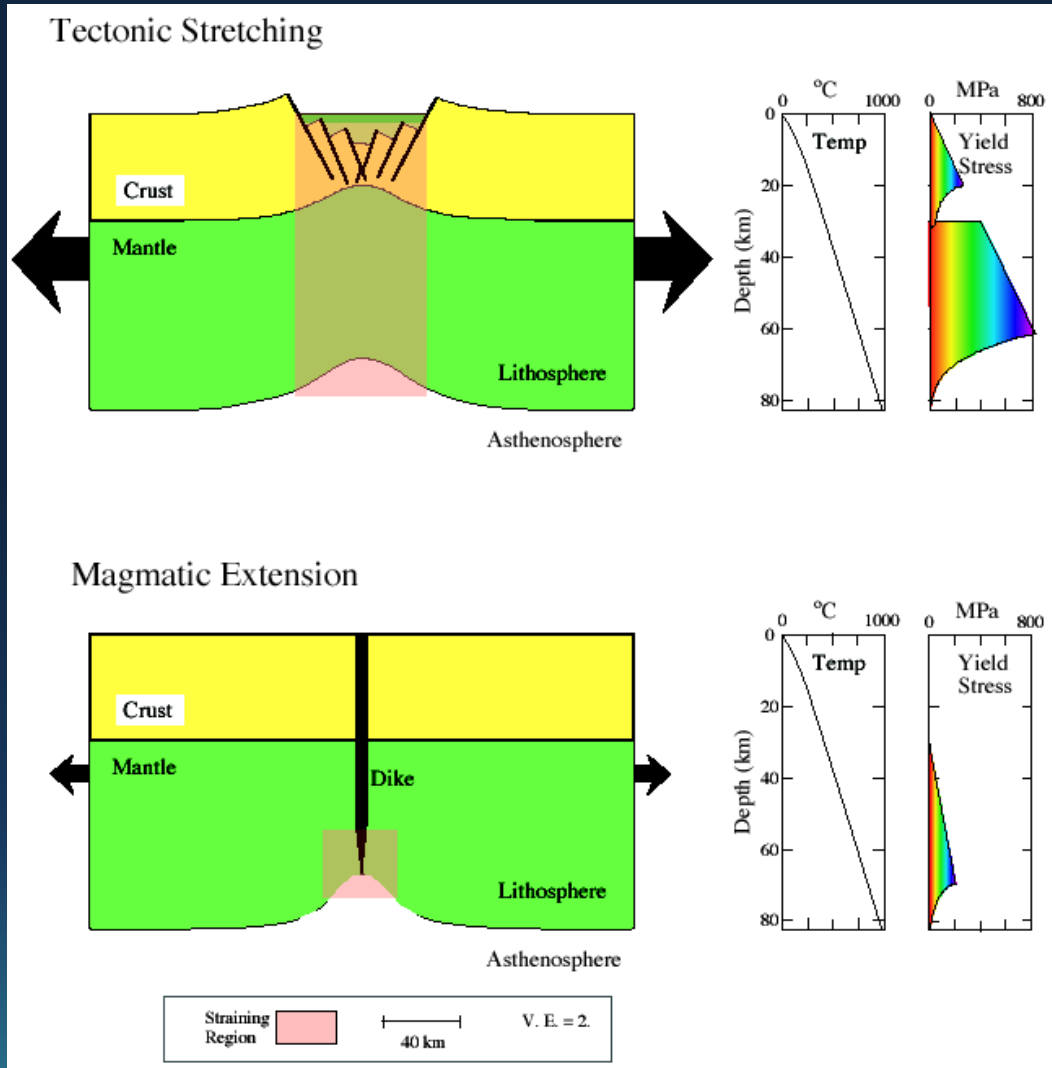 Tectonic Stretching
°C
MPa
0
1000
0
800
0
Temp
Yield
Stress
20
Crust
Mantle
Depth (km)
40
60
Lithosphere
80
Asthenosphere
Magmatic Extension
°C
MPa
0
1000
0
800
0
Temp
Yield
Stress
Crust
20
Mantle
Dike
Depth (km)
40
60
Lithosphere
80
Asthenosphere
Straining
Region
40 km
V. E. = 2.